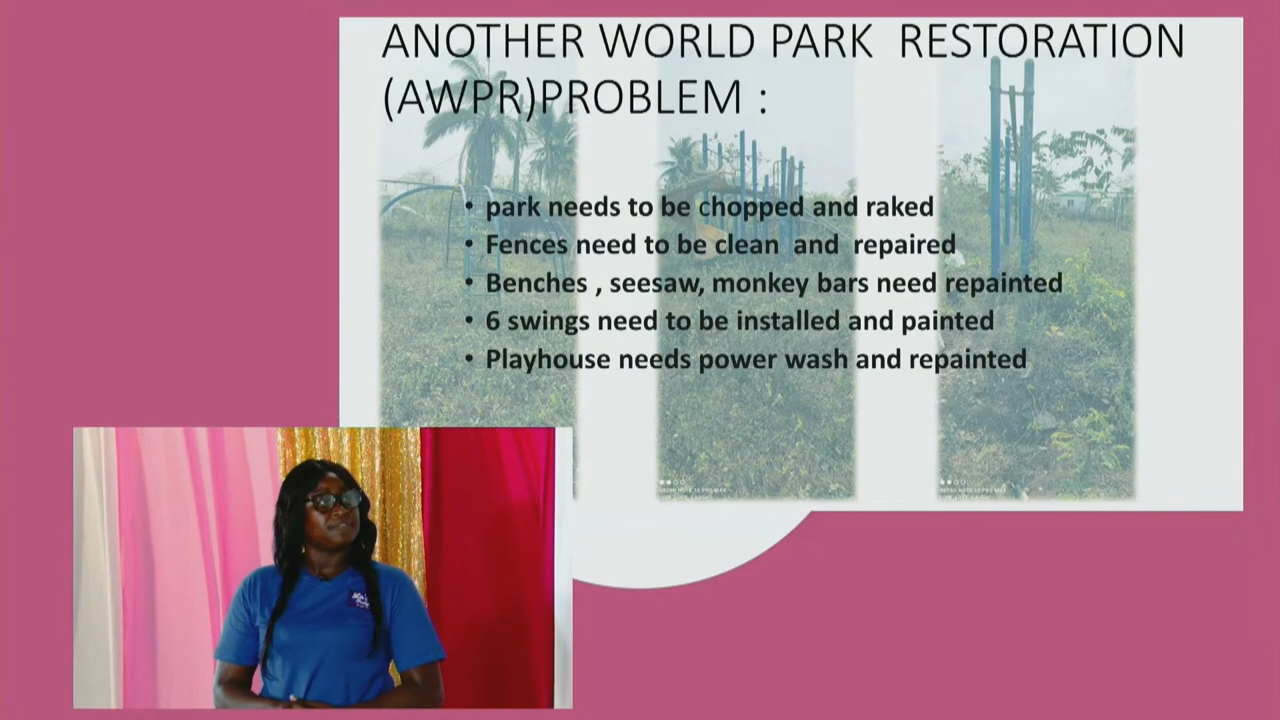 ANOTHER WORLD PARK RESTORATION
(AWPR)PROBLEM :
• park needs to be chopped and raked
• Fences need to be clean and repaired
• Benches , seesaw, monkey bars need repainted
• 6 swings need to be installed and painted
• Playhouse needs power wash and repainted